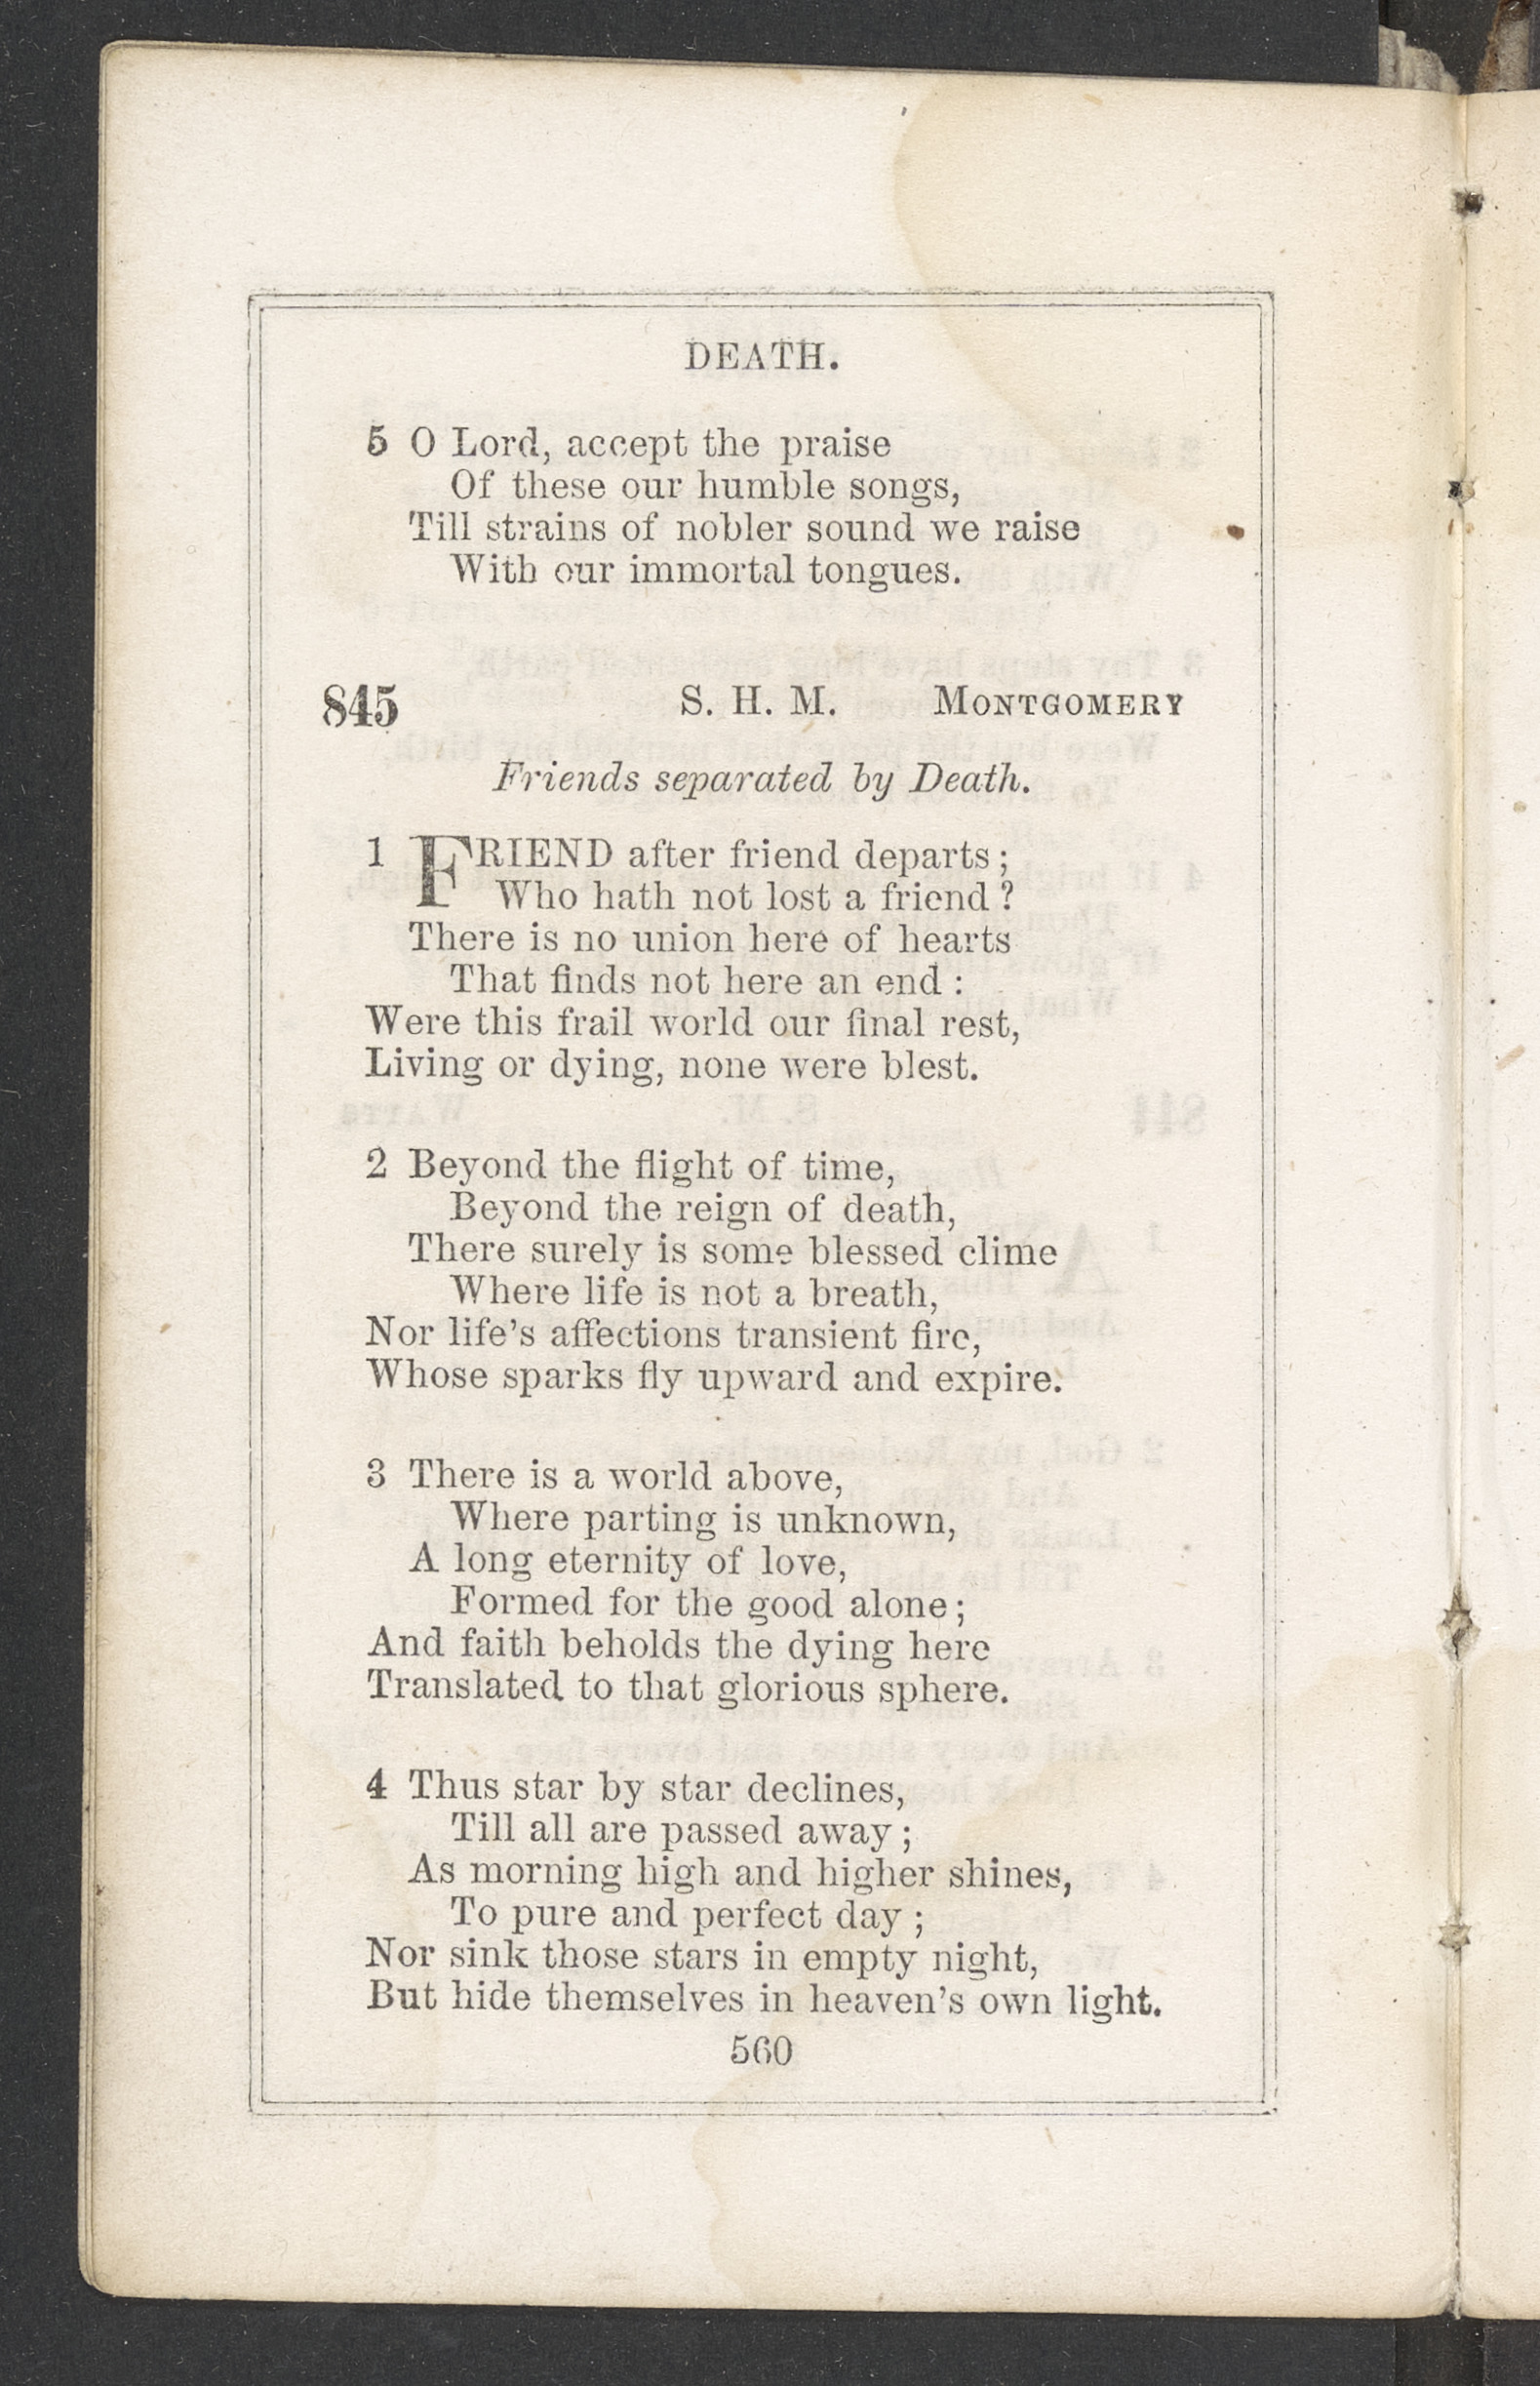 DEATH.
5 O Lord, accept the praise
Of these our humble songs,
Till strains of nobler sound we raise
With our immortal tongues.
845 S. H. M. MONTGOMERY
Friends separated by Death.
1 FRIEND after friend departs;
Who hath not lost a friend?
There is no union here of hearts
That finds not here an end:
Were this frail world our final rest,
Living or dying, none were blest.
2 Beyond the flight of time,
Beyond the reign of death,
There surely is some blessed clime
Where life is not a breath,
Nor life's affections transient fire,
Whose sparks fly upward and expire.
3 There is a world above,
Where parting is unknown,
A long eternity of love,
Formed for the good alone;
And faith beholds the dying here
Translated to that glorious sphere.
4 Thus star by star declines,
Till all are passed away;
As morning high and higher shines,
To pure and perfect day;
Nor sink those stars in empty night,
But hide themselves in heaven's own light.
560